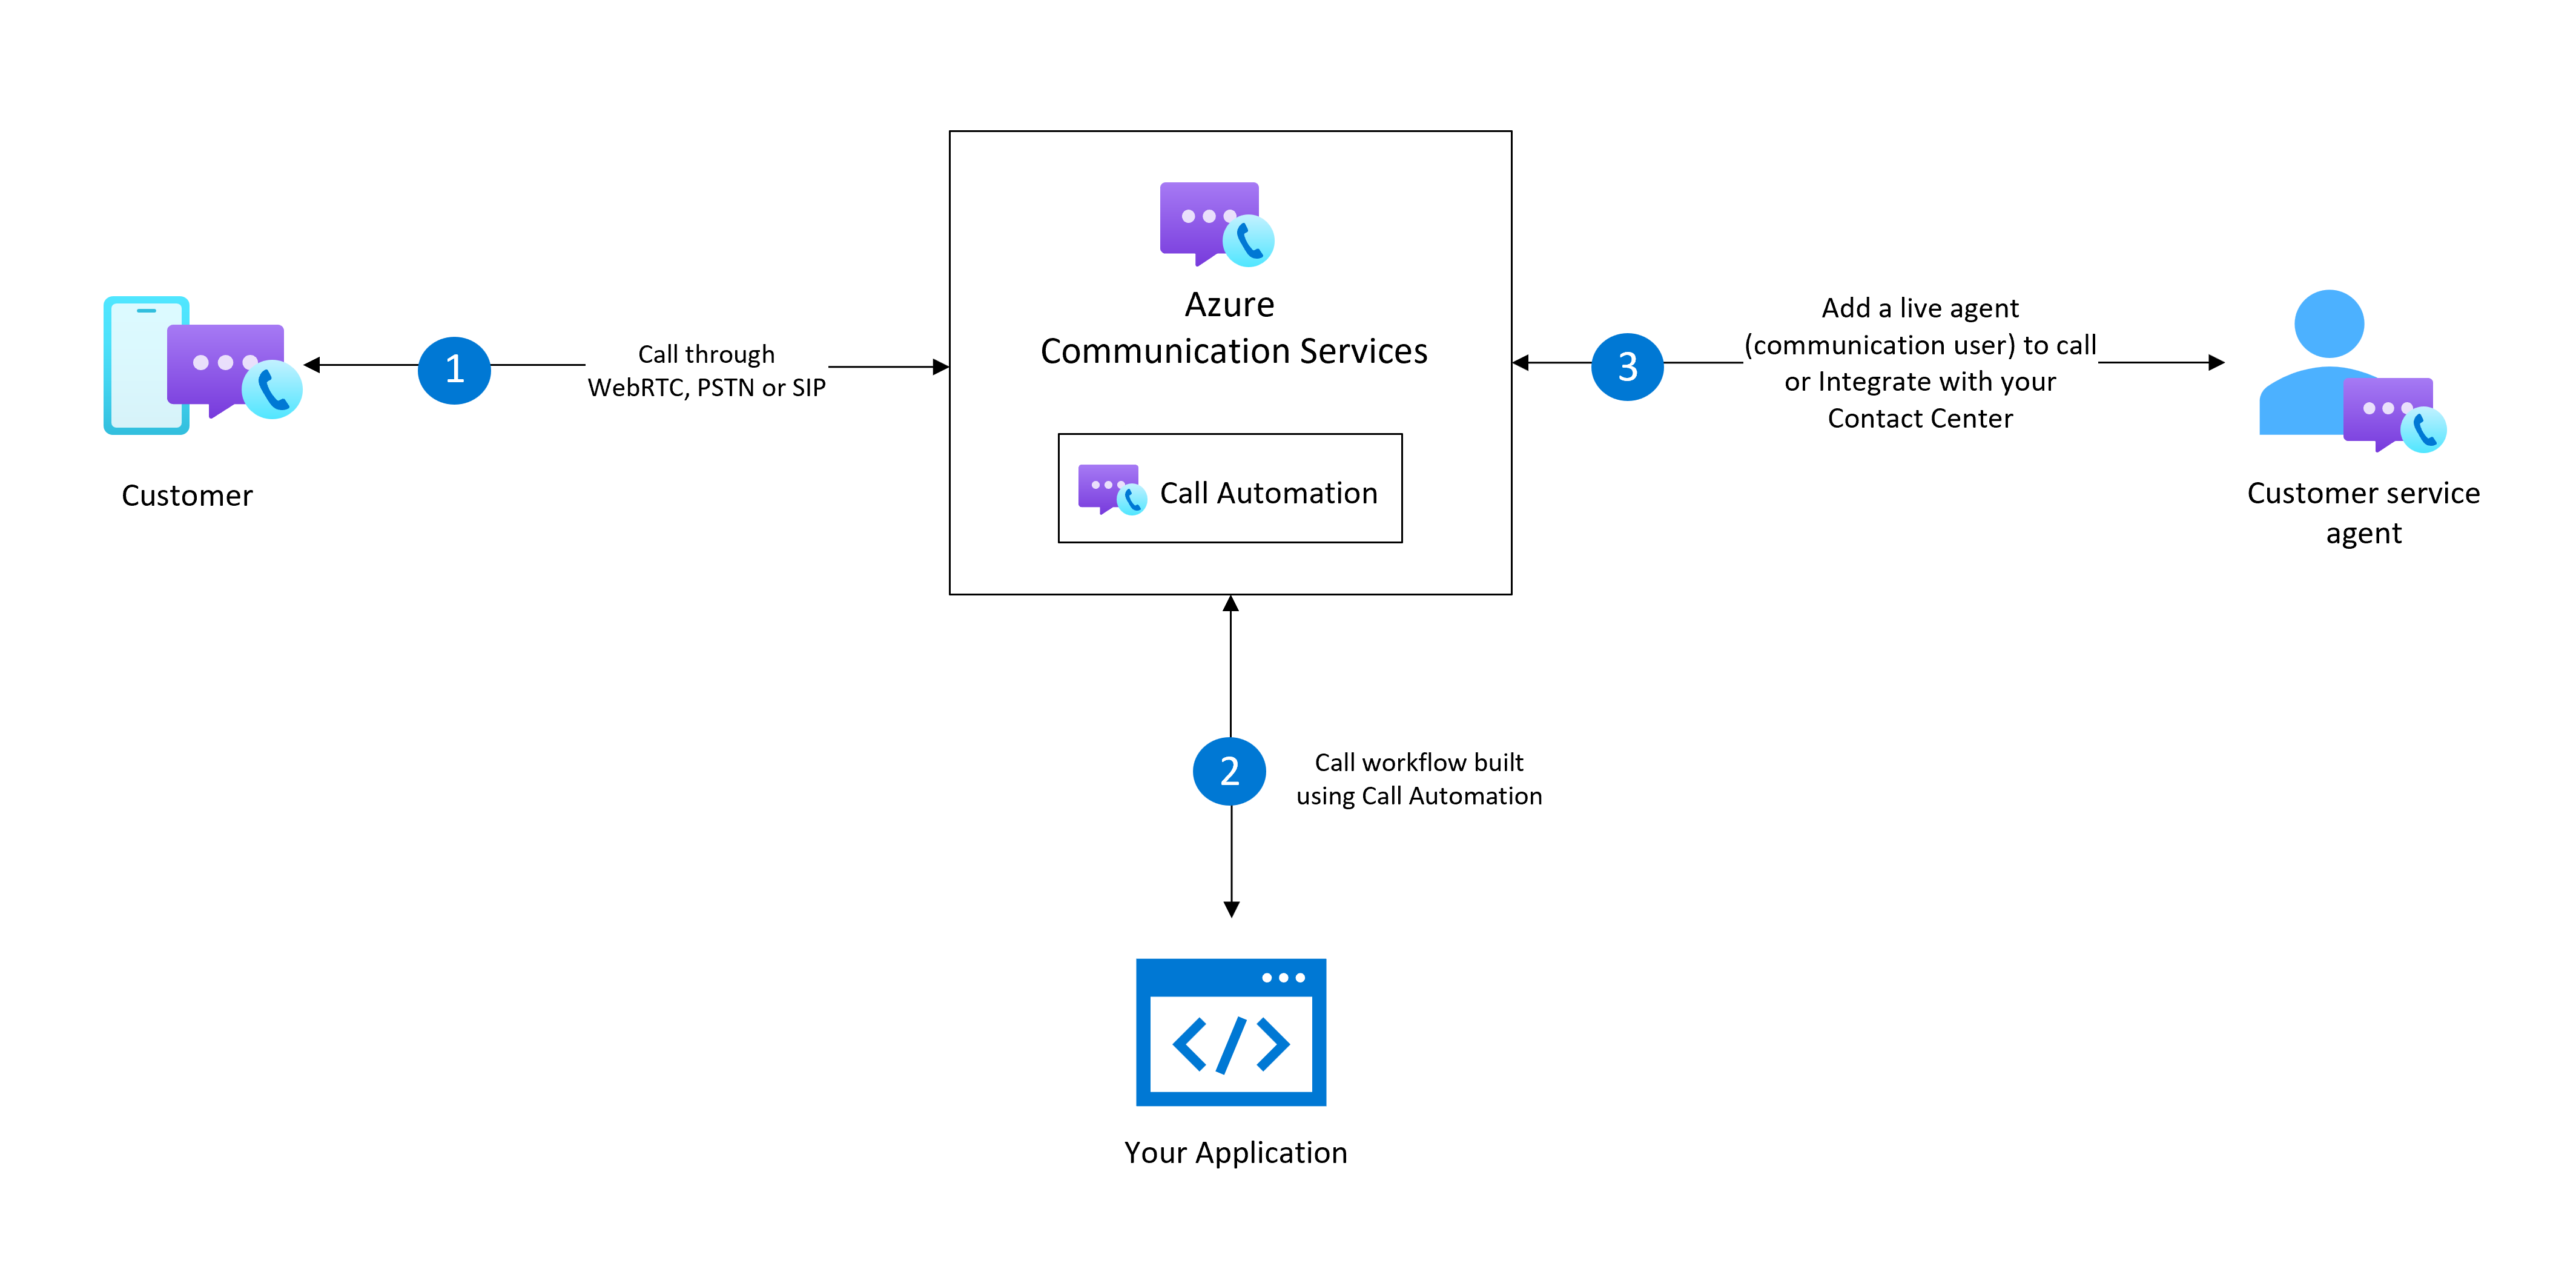 Azure
Communication Services
Call Automation
Customer
1
Call through
WebRTC, PSTN or SIP
3
Add a live agent
(communication user) to call
or Integrate with your
Contact Center
Customer service
agent
2
Call workflow built
using Call Automation
</>
Your Application